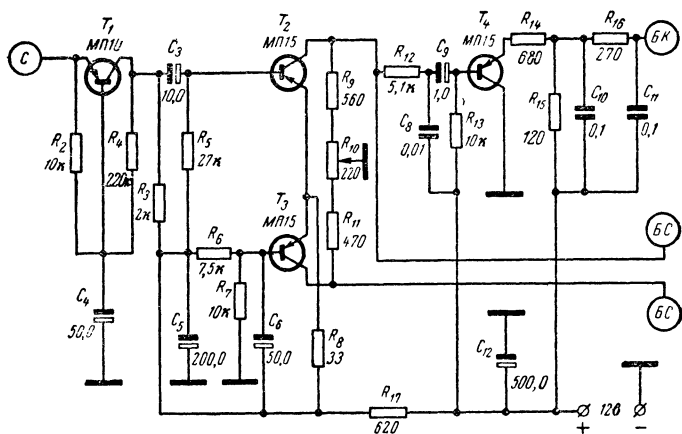 С
T1
МП10
R2
10к
R4
220к
C3
10,0
R3
2к
R5
27к
C4
50,0
R6
7,5к
R7
10к
C5
200,0
C6
50,0
T2
МП15
T3
МП15
R8
33
R9
560
R10
220
R11
470
R12
5,1к
C9
1,0
C8
0,01
R13
10к
T4
МП15
R14
680
R15
120
C10
0,1
R16
270
C11
0,1
БК
БС
БС
C12
500,0
R17
620
12В
+ −